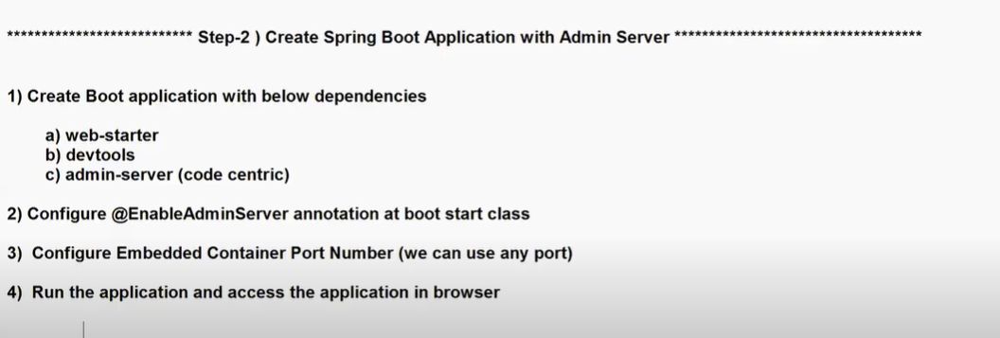 *************************** Step-2 ) Create Spring Boot Application with Admin Server ************************************
1) Create Boot application with below dependencies
a) web-starter
b) devtools
c) admin-server (code centric)
2) Configure @EnableAdminServer annotation at boot start class
3)  Configure Embedded Container Port Number (we can use any port)
4)  Run the application and access the application in browser